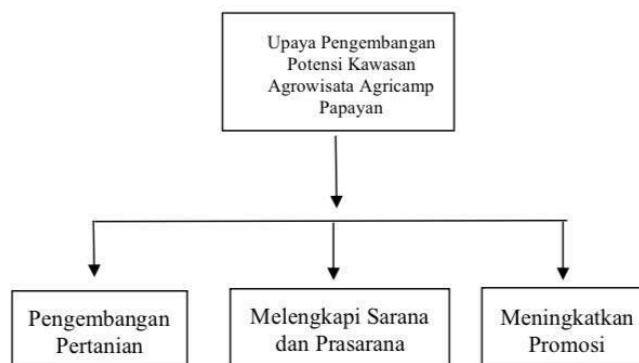 Upaya Pengembangan
Potensi Kawasan
Agrowisata Agricamp
Papayan
Pengembangan
Pertanian
Melengkapi Sarana
dan Prasarana
Meningkatkan
Promosi